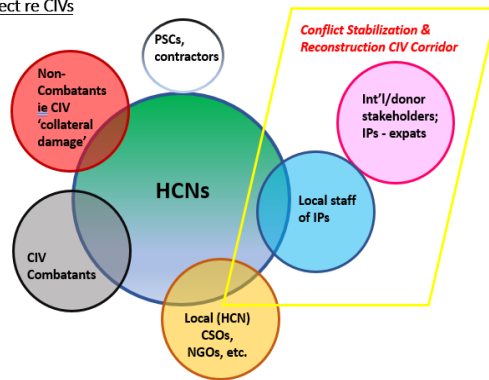 ect re CIVs
PSCs,
contractors
Conflict Stabilization &
Reconstruction CIV Corridor
Non-
Combatants
ie CIV
‘collateral
damage’
Int’l/donor
stakeholders;
IPs - expats
HCNs
Local staff
of IPs
CIV
Combatants
Local (HCN)
CSOs,
NGOs, etc.